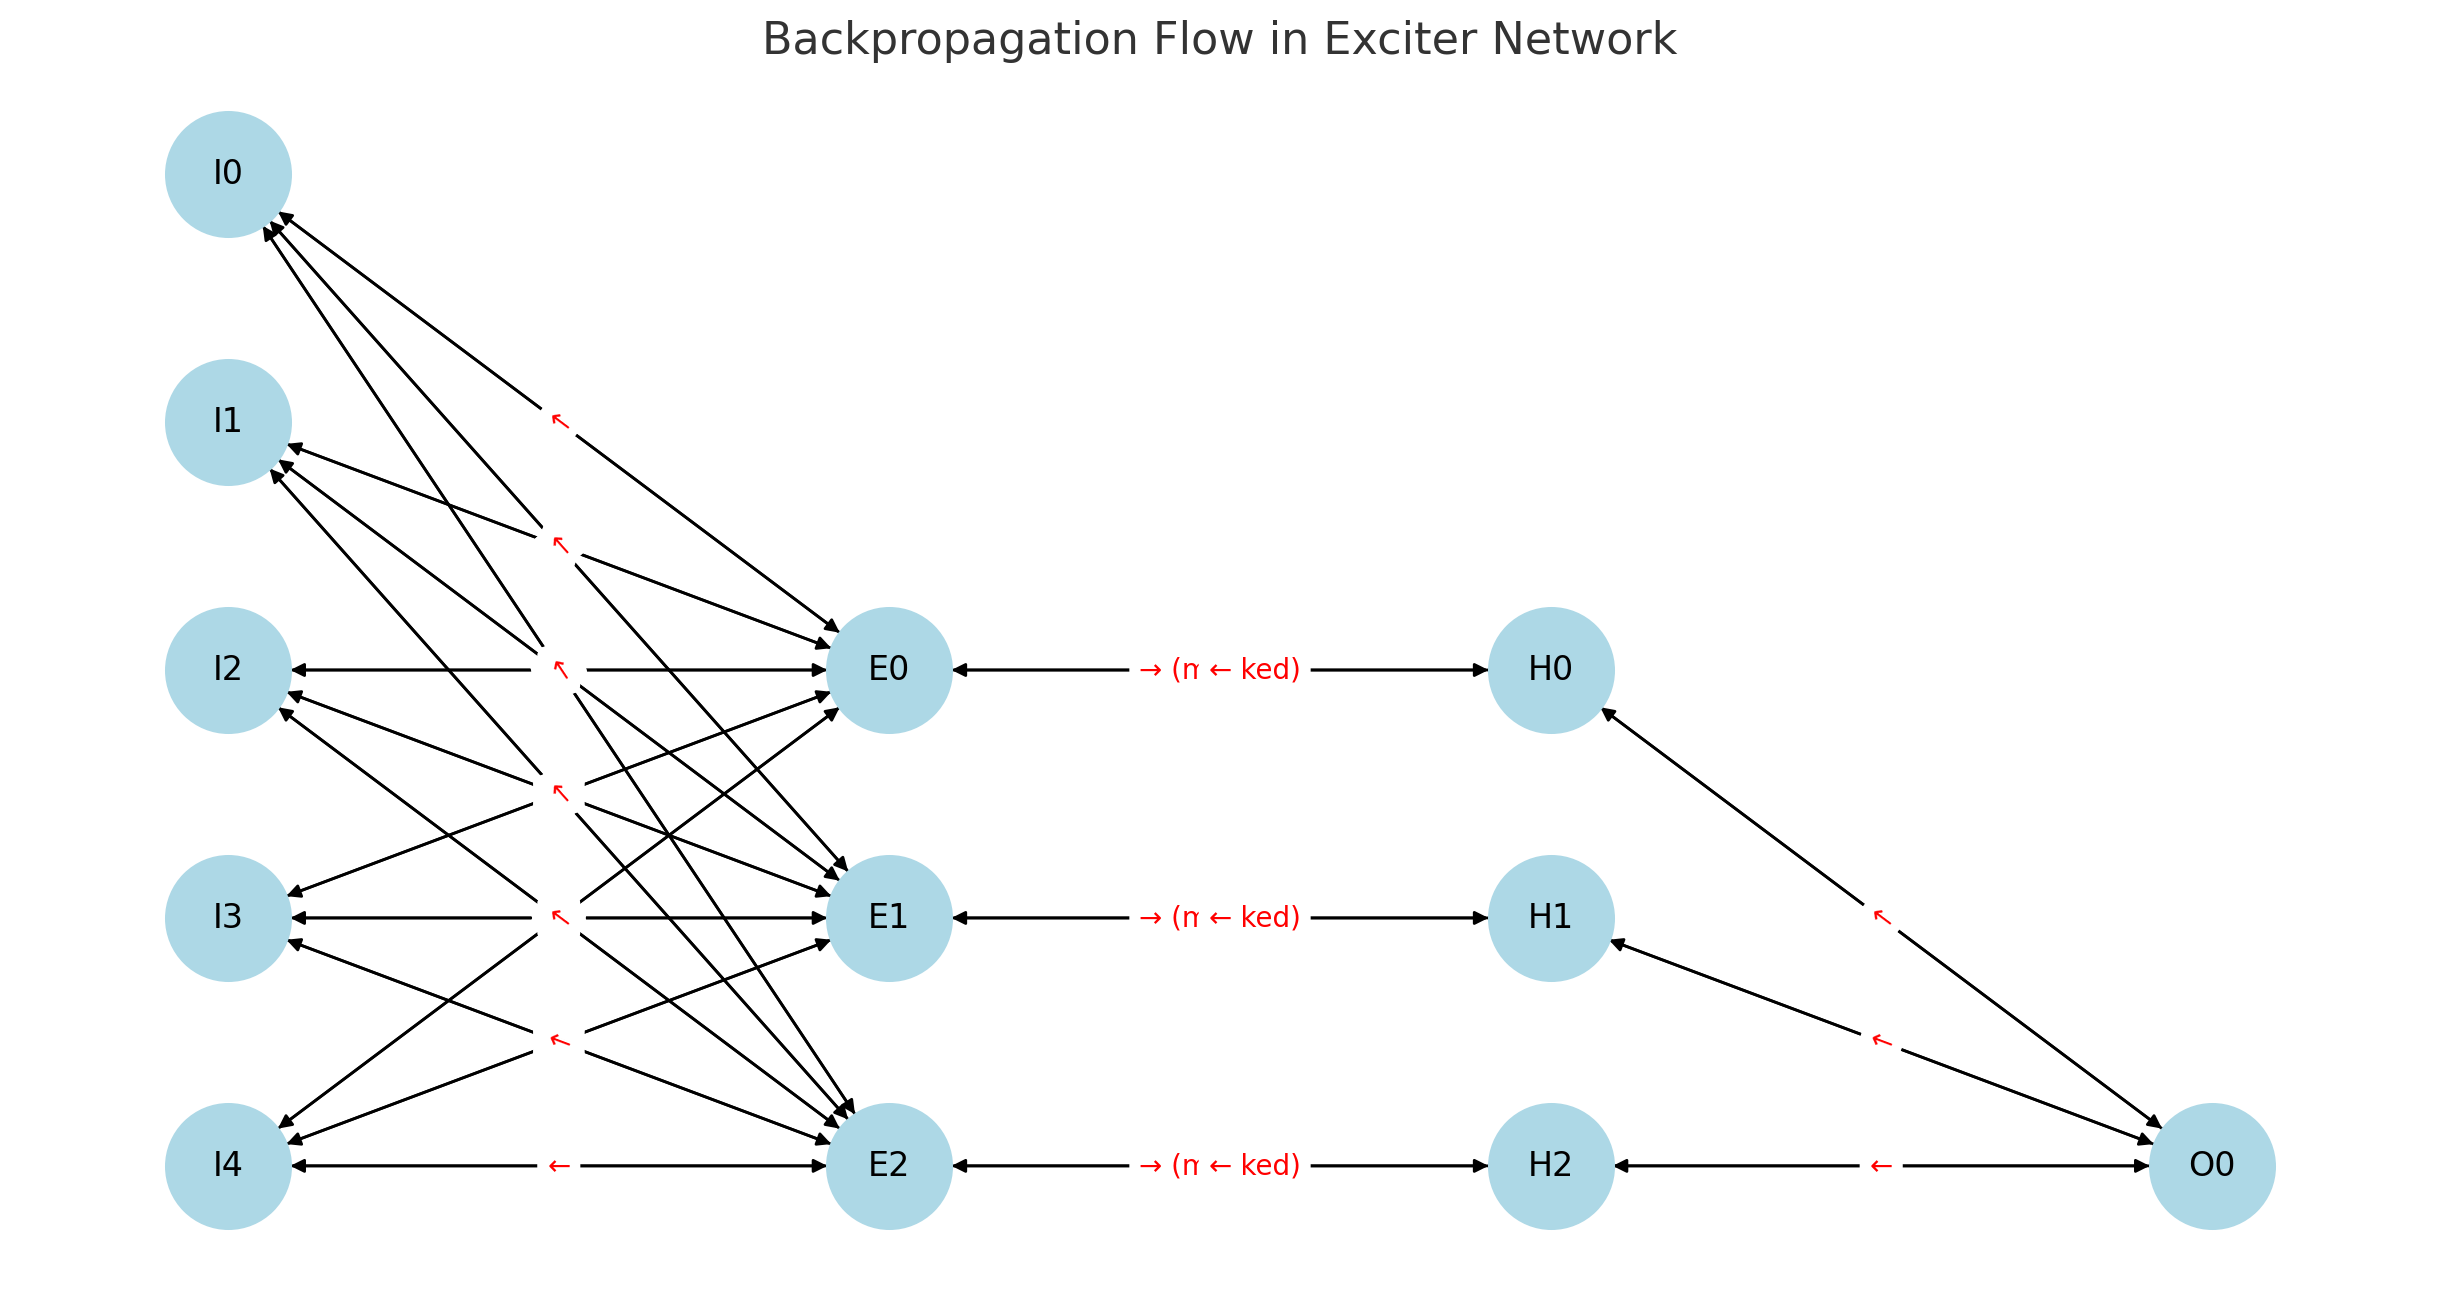 Backpropagation Flow in Exciter Network
I0
←
I1
←
I2
←
E0
→ (m ← ked)
H0
←
I3
←
E1
→ (m ← ked)
H1
←
←
←
I4
←
E2
→ (m ← ked)
H2
←
O0